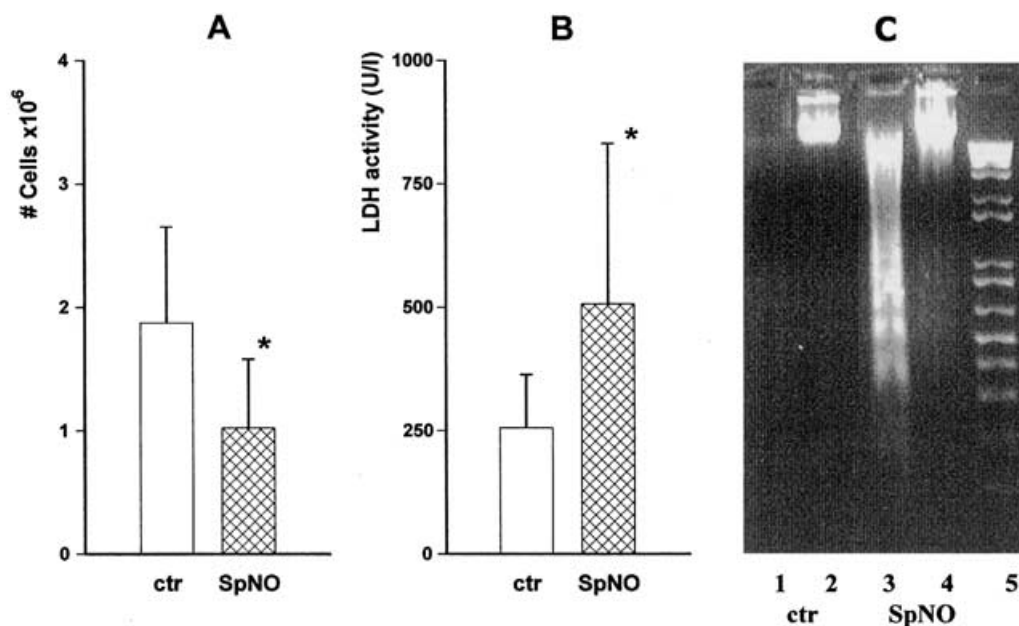 A
# Cells x10-6
4
3
2
1
0
ctr SpNO
*
B
LDH activity (U/l)
1000
750
500
250
0
ctr SpNO
*
C
1 2 3 4 5
ctr SpNO